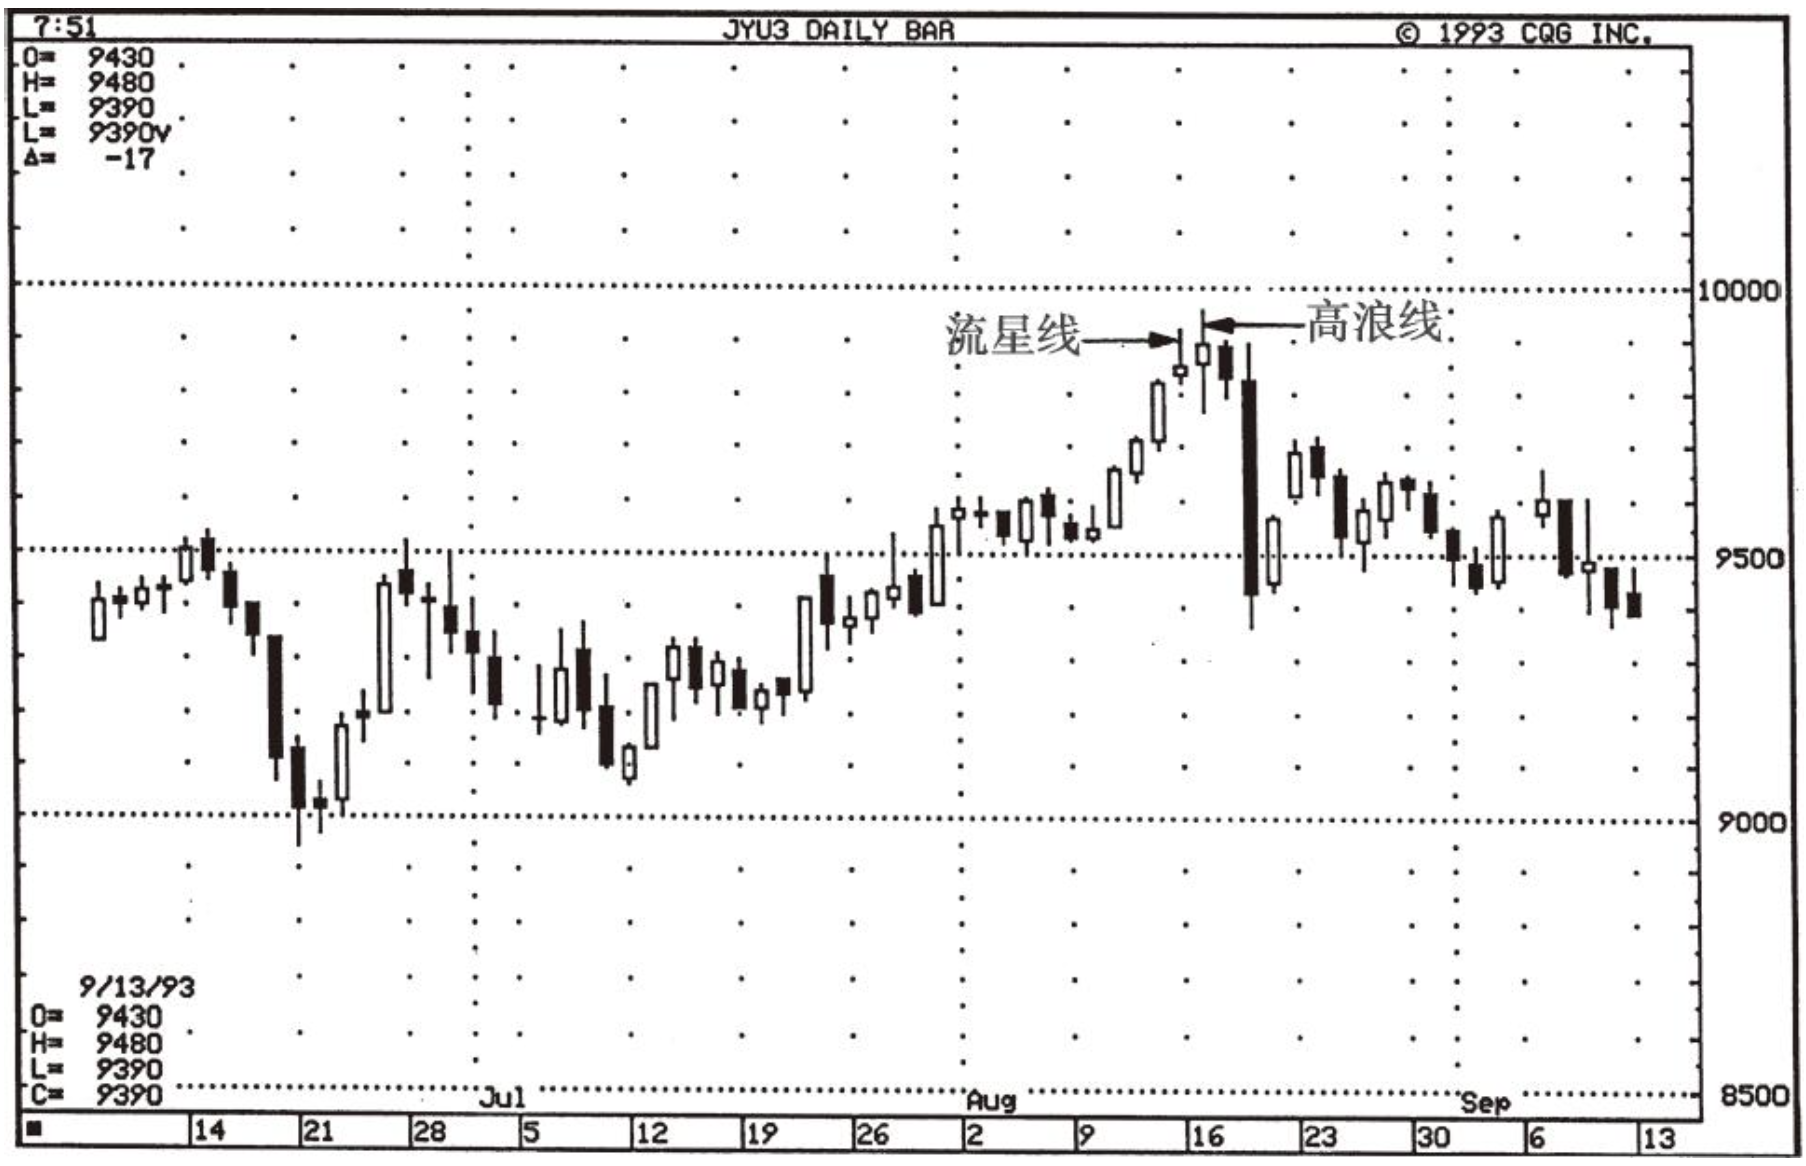 7:51 JYU3 DAILY BAR © 1993 CQG INC.
O= 9430
H= 9480
L= 9390
L= 9390v
Δ= -17
10000
流星线 高浪线
9500
9000
9/13/93
O= 9430
H= 9480
L= 9390
C= 9390
8500
Jul Aug Sep
14 21 28 5 12 19 26 2 9 16 23 30 6 13